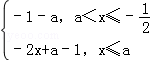 -1-a, a<x≤-1/2
-2x+a-1, x≤a